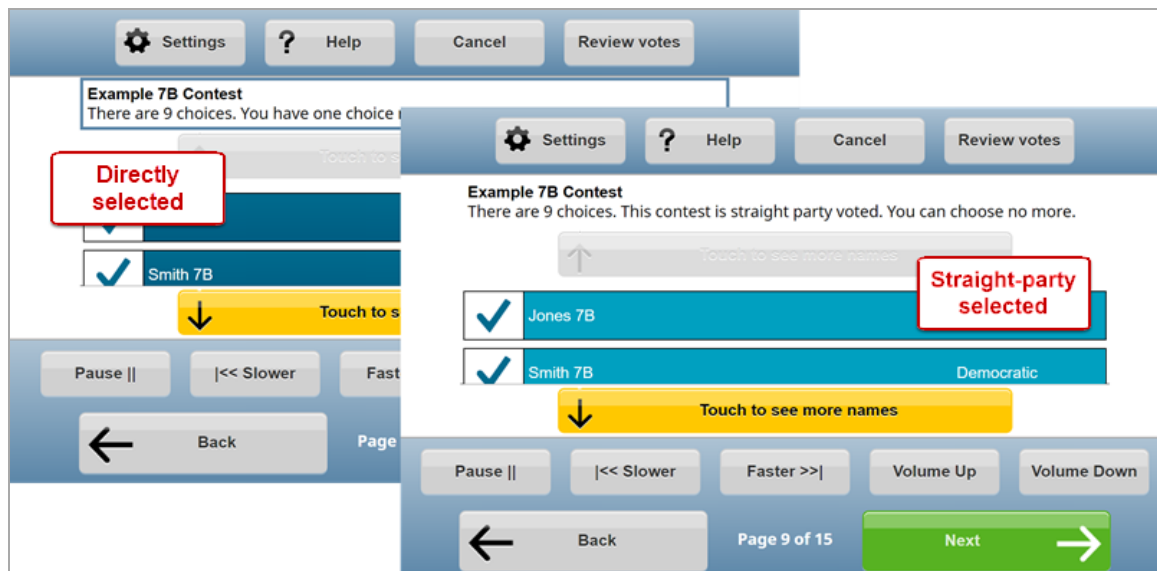 Settings
? Help
Cancel
Review votes
Example 7B Contest
There are 9 choices. You have one choice
Touch to s
Directly
selected
Smith 7B
Touch to s
Pause ||
|<< Slower
Fast
Back
Page
Settings
? Help
Cancel
Review votes
Example 7B Contest
There are 9 choices. This contest is straight party voted. You can choose no more.
Touch to see more names
Straight-party
selected
Jones 7B
Smith 7B Democratic
Touch to see more names
Pause ||
|<< Slower
Faster >>|
Volume Up
Volume Down
Back
Page 9 of 15
Next